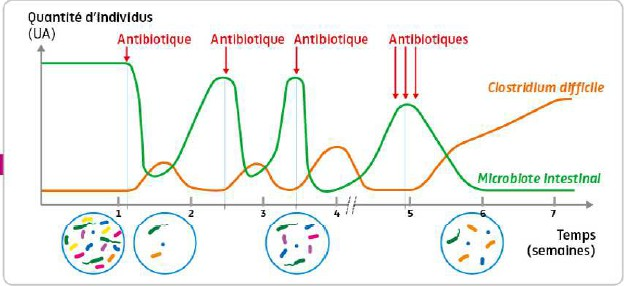 Quantité d'individus
(UA)
Antibiotique Antibiotique Antibiotique Antibiotiques
Clostridium difficile
Microbiote intestinal
1 2 3 4 5 6 7
Temps
(semaines)